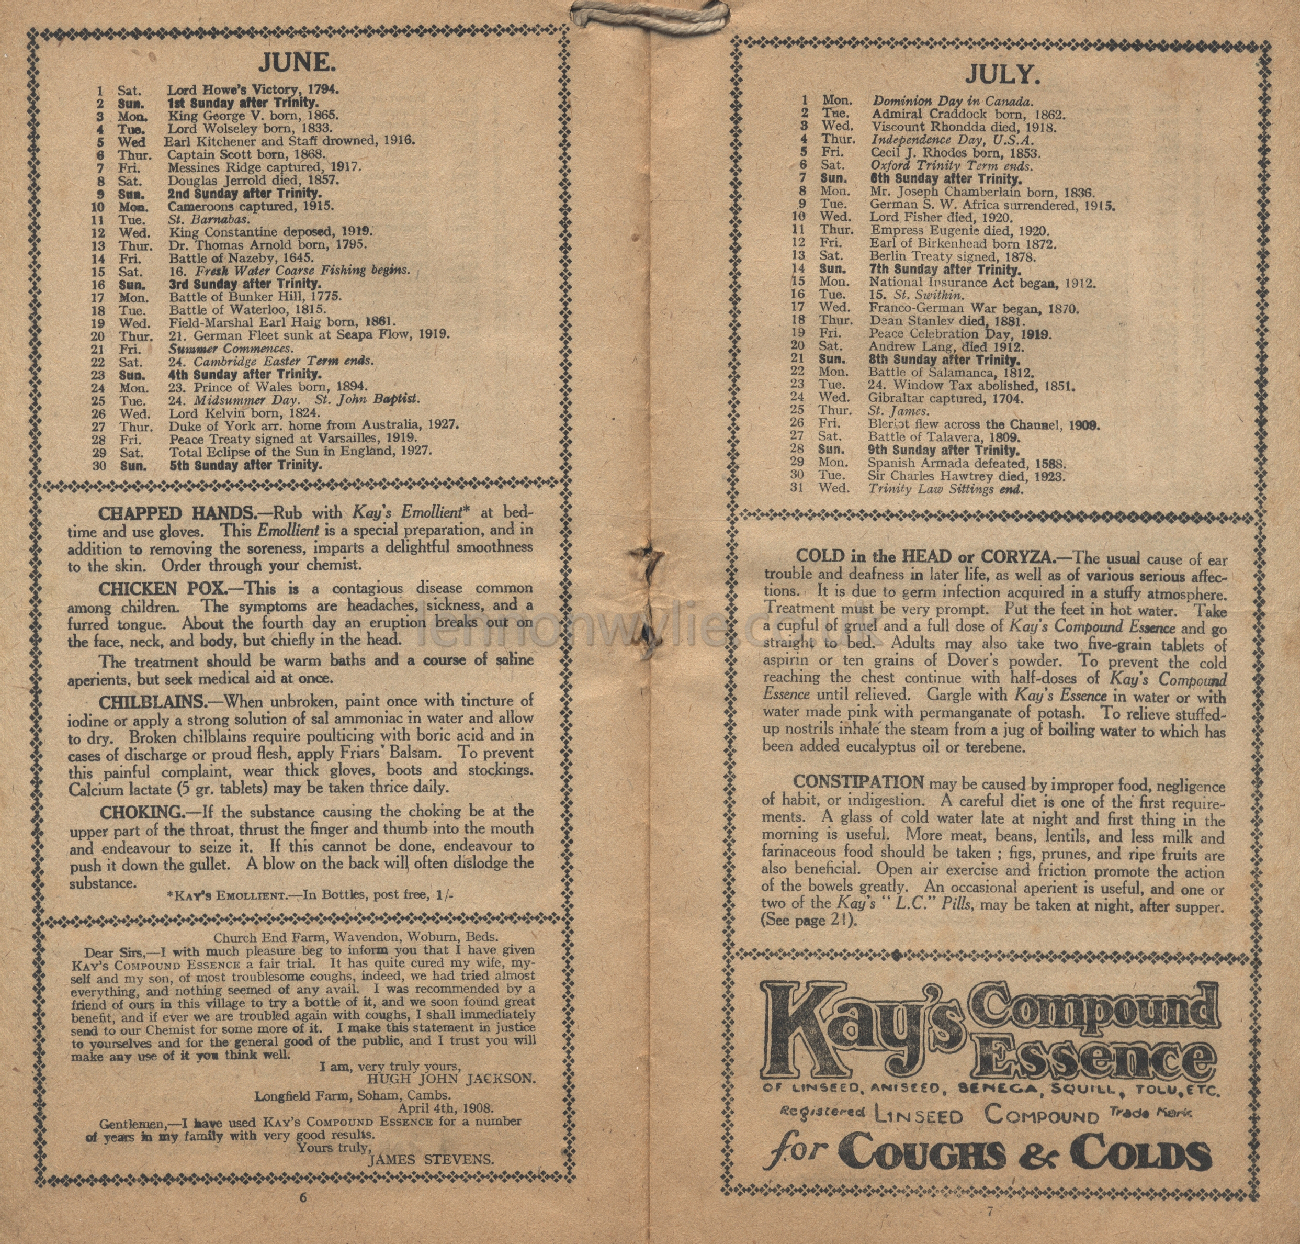 JUNE.
1 Sat. Lord Howe's Victory, 1794.
2 Sun. 1st Sunday after Trinity.
3 Mon. King George V. born, 1865.
4 Tue. Lord Wolseley born, 1833.
5 Wed Earl Kitchener and Staff drowned, 1916.
6 Thur. Captain Scott born, 1868.
7 Fri. Messines Ridge captured, 1917.
8 Sat. Douglas Jerrold died, 1857.
9 Sun. 2nd Sunday after Trinity.
10 Mon. Cameroons captured, 1915.
11 Tue. St. Barnabas.
12 Wed. King Constantine deposed, 1919.
13 Thur. Dr. Thomas Arnold born, 1795.
14 Fri. Battle of Nazeby, 1645.
15 Sat. 16. Fresh Water Coarse Fishing begins.
16 Sun. 3rd Sunday after Trinity.
17 Mon. Battle of Bunker Hill, 1775.
18 Tue. Battle of Waterloo, 1815.
19 Wed. Field-Marshal Earl Haig born, 1861.
20 Thur. 21. German Fleet sunk at Scapa Flow, 1919.
21 Fri. Summer Commences.
22 Sat. 24. Cambridge Easter Term ends.
23 Sun. 4th Sunday after Trinity.
24 Mon. 23. Prince of Wales born, 1894.
25 Tue. 24. Midsummer Day. St. John Baptist.
26 Wed. Lord Kelvin born, 1824.
27 Thur. Duke of York arr. home from Australia, 1927.
28 Fri. Peace Treaty signed at Varsailles, 1919.
29 Sat. Total Eclipse of the Sun in England, 1927.
30 Sun. 5th Sunday after Trinity.
CHAPPED HANDS.—Rub with Kay's Emollient* at bed-
time and use gloves. This Emollient is a special preparation, and in
addition to removing the soreness, imparts a delightful smoothness
to the skin. Order through your chemist.
CHICKEN POX.—This is a contagious disease common
among children. The symptoms are headaches, sickness, and a
furred tongue. About the fourth day an eruption breaks out on
the face, neck, and body, but chiefly in the head.
The treatment should be warm baths and a course of saline
aperients, but seek medical aid at once.
CHILBLAINS.—When unbroken, paint once with tincture of
iodine or apply a strong solution of sal ammoniac in water and allow
to dry. Broken chilblains require poulticing with boric acid and in
cases of discharge or proud flesh, apply Friars' Balsam. To prevent
this painful complaint, wear thick gloves, boots and stockings.
Calcium lactate (5 gr. tablets) may be taken thrice daily.
CHOKING.—If the substance causing the choking be at the
upper part of the throat, thrust the finger and thumb into the mouth
and endeavour to seize it. If this cannot be done, endeavour to
push it down the gullet. A blow on the back will often dislodge the
substance.
*KAY'S EMOLLIENT.—In Bottles, post free, 1/-
Church End Farm, Wavendon, Woburn, Beds.
Dear Sirs,—I with much pleasure beg to inform you that I have given
KAY'S COMPOUND ESSENCE a fair trial. It has quite cured my wife, my-
self and my son, of most troublesome coughs, indeed, we had tried almost
everything, and nothing seemed of any avail. I was recommended by a
friend of ours in this village to try a bottle of it, and we soon found great
benefit, and if ever we are troubled again with coughs, I shall immediately
send to our Chemist for some more of it. I make this statement in justice
to yourselves and for the general good of the public, and I trust you will
make any use of it you think well.
I am, very truly yours,
HUGH JOHN JACKSON.
Longfield Farm, Soham, Cambs.
April 4th, 1908.
Gentlemen,—I have used KAY'S COMPOUND ESSENCE for a number
of years in my family with very good results.
Yours truly,
JAMES STEVENS.
6
JULY.
1 Mon. Dominion Day in Canada.
2 Tue. Admiral Craddock born, 1862.
3 Wed. Viscount Rhondda died, 1918.
4 Thur. Independence Day, U.S.A.
5 Fri. Cecil J. Rhodes born, 1853.
6 Sat. Oxford Trinity Term ends.
7 Sun. 6th Sunday after Trinity.
8 Mon. Mr. Joseph Chamberlain born, 1836.
9 Tue. German S. W. Africa surrendered, 1915.
10 Wed. Lord Fisher died, 1920.
11 Thur. Empress Eugenie died, 1920.
12 Fri. Earl of Birkenhead born 1872.
13 Sat. Berlin Treaty signed, 1878.
14 Sun. 7th Sunday after Trinity.
15 Mon. National Insurance Act began, 1912.
16 Tue. 15. St. Swithin.
17 Wed. Franco-German War began, 1870.
18 Thur. Dean Stanley died, 1881.
19 Fri. Peace Celebration Day, 1919.
20 Sat. Andrew Lang, died 1912.
21 Sun. 8th Sunday after Trinity.
22 Mon. Battle of Salamanca, 1812.
23 Tue. 24. Window Tax abolished, 1851.
24 Wed. Gibraltar captured, 1704.
25 Thur. St. James.
26 Fri. Bleriot flew across the Channel, 1909.
27 Sat. Battle of Talavera, 1809.
28 Sun. 9th Sunday after Trinity.
29 Mon. Spanish Armada defeated, 1588.
30 Tue. Sir Charles Hawtrey died, 1923.
31 Wed. Trinity Law Sittings end.
COLD in the HEAD or CORYZA.—The usual cause of ear
trouble and deafness in later life, as well as of various serious affec-
tions. It is due to germ infection acquired in a stuffy atmosphere.
Treatment must be very prompt. Put the feet in hot water. Take
a cupful of gruel and a full dose of Kay's Compound Essence and go
straight to bed. Adults may also take two five-grain tablets of
aspirin or ten grains of Dover's powder. To prevent the cold
reaching the chest continue with half-doses of Kay's Compound
Essence until relieved. Gargle with Kay's Essence in water or with
water made pink with permanganate of potash. To relieve stuffed-
up nostrils inhale the steam from a jug of boiling water to which has
been added eucalyptus oil or terebene.
CONSTIPATION may be caused by improper food, negligence
of habit, or indigestion. A careful diet is one of the first require-
ments. A glass of cold water late at night and first thing in the
morning is useful. More meat, beans, lentils, and less milk and
farinaceous food should be taken ; figs, prunes, and ripe fruits are
also beneficial. Open air exercise and friction promote the action
of the bowels greatly. An occasional aperient is useful, and one or
two of the Kay's "L.C." Pills, may be taken at night, after supper.
(See page 21).
Kay's Compound
Essence
OF LINSEED, ANISEED, SENEGA, SQUILL, TOLU, ETC.
Registered LINSEED COMPOUND Trade Mark
for COUGHS & COLDS
7
lennonwylie.co.uk